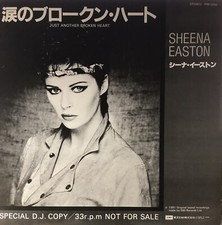 涙のブロークン・ハート
JUST ANOTHER BROKEN HEART
SHEENA
EASTON
シーナ・イーストン
SPECIAL D.J. COPY/33r.p.m NOT FOR SALE